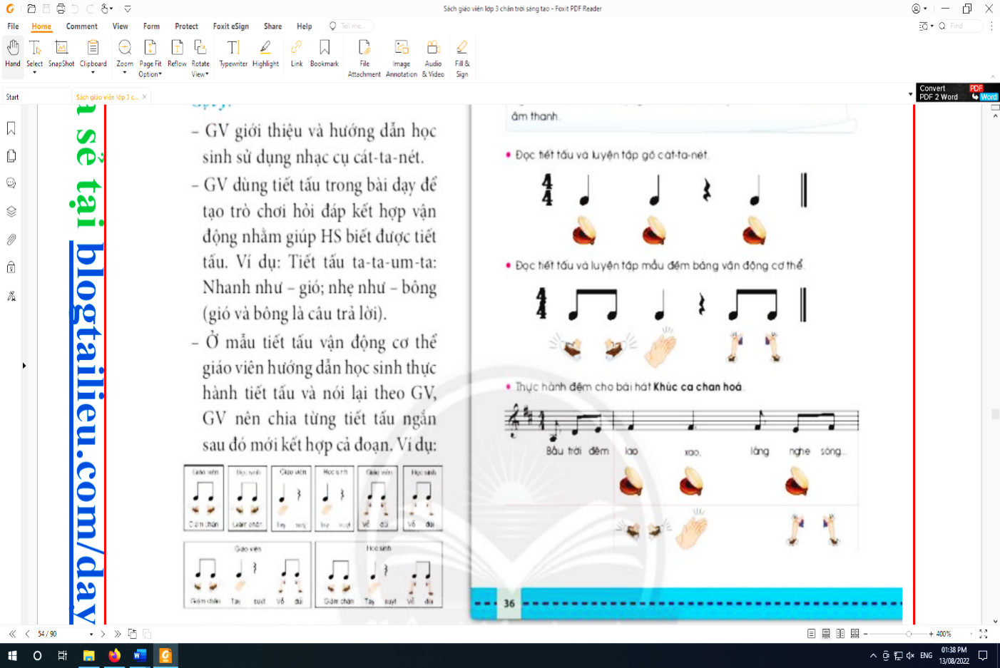 Sách giáo viên lớp 3 chân trời sáng tao - Foxit PDF Reader
File Home Comment View Form Protect Foxit eSign Share Help Tell me... Find
Hand Select SnapShot Clipboard Zoom Page Fit Option Reflow Rotate View Typewriter Highlight Link Bookmark File Attachment Image Annotation Audio & Video Fill & Sign
Start
Sách giáo viên lớp 3 c...
Convert PDF
PDF 2 Word Word
sẻ tại blogtailieu.com/day
– GV giới thiệu và hướng dẫn học
sinh sử dụng nhạc cụ cát-ta-nét.
– GV dùng tiết tấu trong bài dạy để
tạo trò chơi hỏi đáp kết hợp vận
động nhằm giúp HS biết được tiết
tấu. Ví dụ: Tiết tấu ta-ta-um-ta:
Nhanh như – gió; nhẹ như – bông
(gió và bông là câu trả lời).
– Ở mẫu tiết tấu vận động cơ thể
giáo viên hướng dẫn học sinh thực
hành tiết tấu và nói lại theo GV,
GV nên chia từng tiết tấu ngắn
sau đó mới kết hợp cả đoạn. Ví dụ:
Giáo viên Học sinh Giáo viên Học sinh Giáo viên Học sinh
Giậm chân Giậm chân Tay Tay suýt Vỗ đùi Vỗ đùi
Giáo viên Học sinh
Giậm chân Tay suýt Vỗ đùi Giậm chân Tay suýt Vỗ đùi
âm thanh.
• Đọc tiết tấu và luyện tập gõ cát-ta-nét.
4
4
• Đọc tiết tấu và luyện tập mẫu đệm bằng vận động cơ thể.
4
4
• Thực hành đệm cho bài hát Khúc ca chan hoà.
4
4
Bầu trời đêm lao xao, lắng nghe sóng...
36
54 / 90
400%
ENG
01:38 PM
13/08/2022